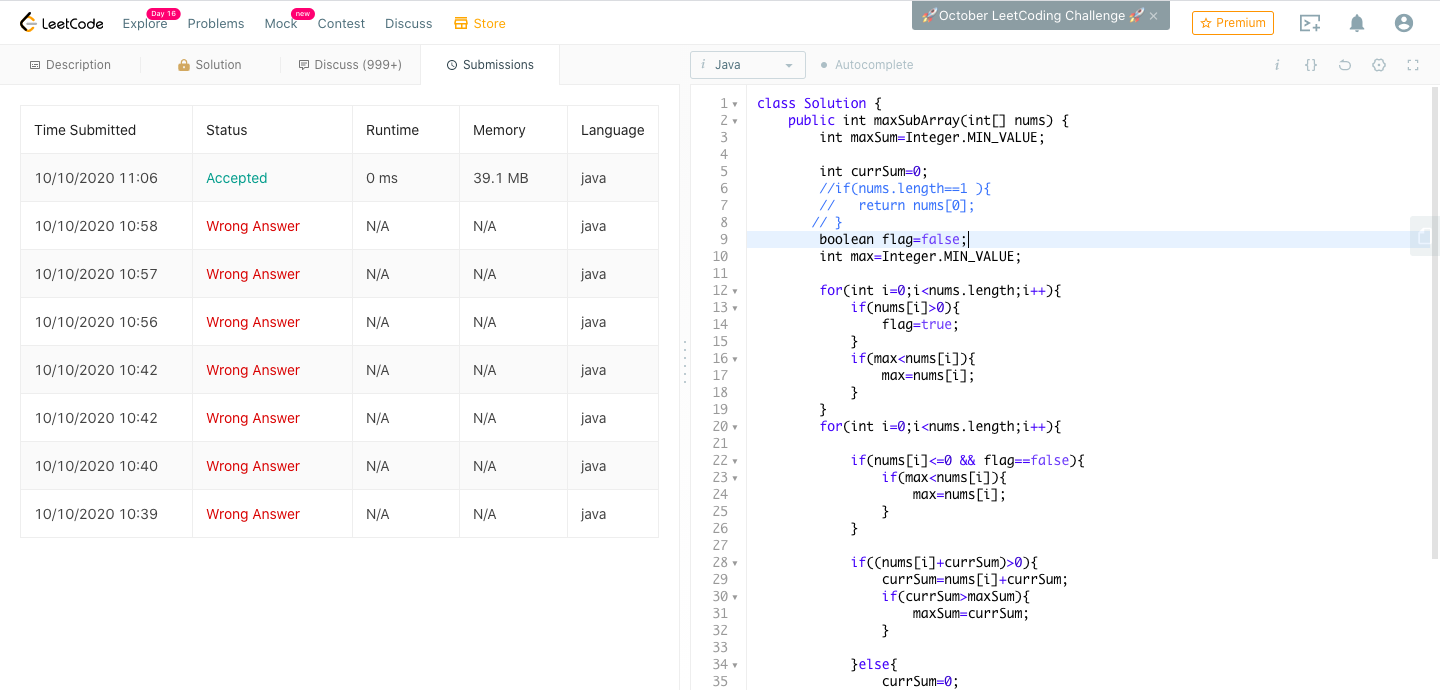 LeetCode Explore Day 16 Problems Mock new Contest Discuss Store 🚀October LeetCoding Challenge 🚀 × Premium
Description Solution Discuss (999+) Submissions i Java Autocomplete i {}
Time Submitted Status Runtime Memory Language
10/10/2020 11:06 Accepted 0 ms 39.1 MB java
10/10/2020 10:58 Wrong Answer N/A N/A java
10/10/2020 10:57 Wrong Answer N/A N/A java
10/10/2020 10:56 Wrong Answer N/A N/A java
10/10/2020 10:42 Wrong Answer N/A N/A java
10/10/2020 10:42 Wrong Answer N/A N/A java
10/10/2020 10:40 Wrong Answer N/A N/A java
10/10/2020 10:39 Wrong Answer N/A N/A java
1 class Solution {
2 public int maxSubArray(int[] nums) {
3 int maxSum=Integer.MIN_VALUE;
4
5 int currSum=0;
6 //if(nums.length==1 ){
7 // return nums[0];
8 // }
9 boolean flag=false;
10 int max=Integer.MIN_VALUE;
11
12 for(int i=0;i<nums.length;i++){
13 if(nums[i]>0){
14 flag=true;
15 }
16 if(max<nums[i]){
17 max=nums[i];
18 }
19 }
20 for(int i=0;i<nums.length;i++){
21
22 if(nums[i]<=0 && flag==false){
23 if(max<nums[i]){
24 max=nums[i];
25 }
26 }
27
28 if((nums[i]+currSum)>0){
29 currSum=nums[i]+currSum;
30 if(currSum>maxSum){
31 maxSum=currSum;
32 }
33
34 }else{
35 currSum=0;